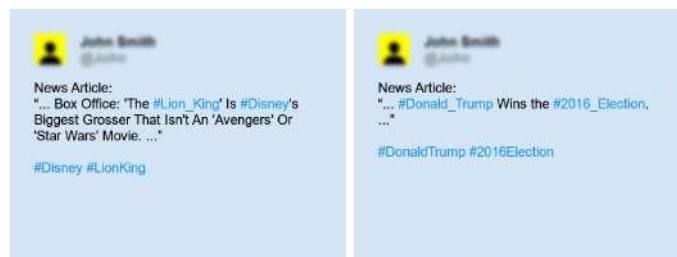 News Article:
"... Box Office: 'The #Lion_King' Is #Disney's
Biggest Grosser That Isn't An 'Avengers' Or
'Star Wars' Movie. ..."
#Disney #LionKing
News Article:
"... #Donald_Trump Wins the #2016_Election.
..."
#DonaldTrump #2016Election